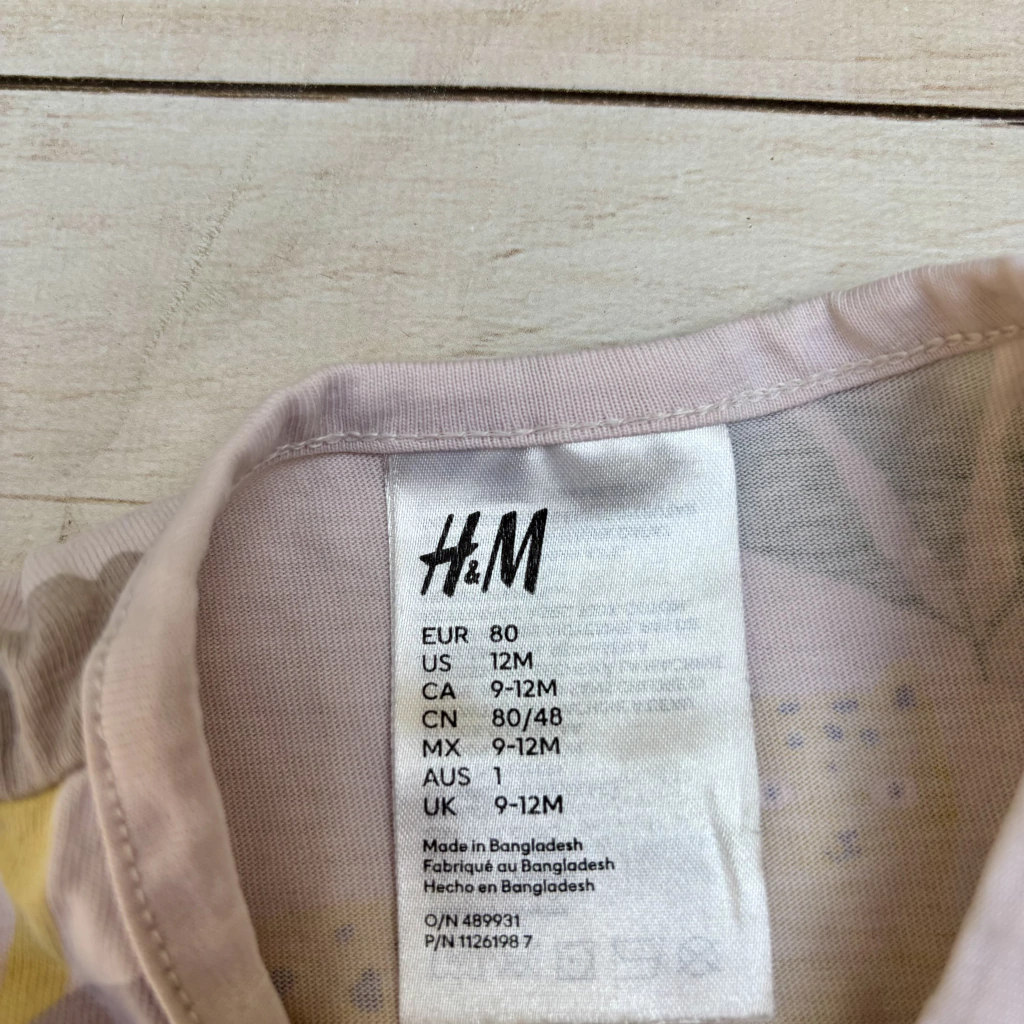 H&M
EUR 80
US 12M
CA 9-12M
CN 80/48
MX 9-12M
AUS 1
UK 9-12M
Made in Bangladesh
Fabriqué au Bangladesh
Hecho en Bangladesh
O/N 489931
P/N 1126198 7